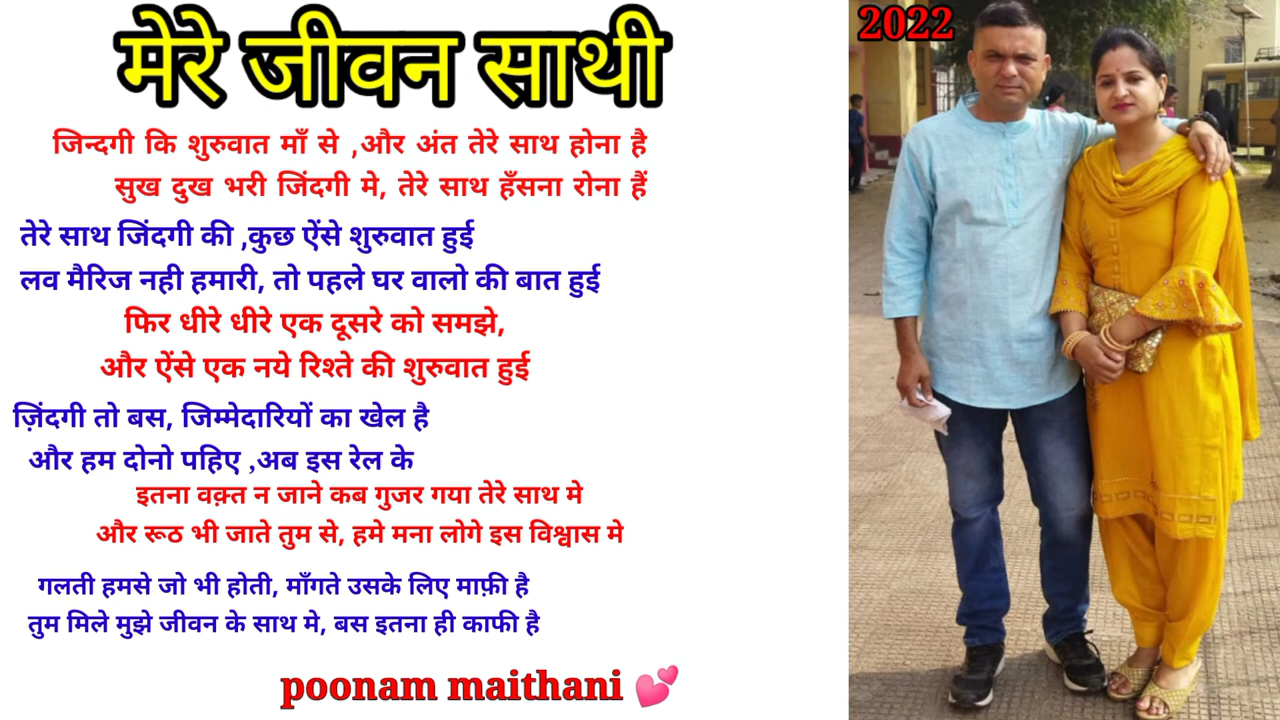 मेरे जीवन साथी
2022
जिन्दगी कि शुरुवात माँ से ,और अंत तेरे साथ होना है
सुख दुख भरी जिंदगी मे, तेरे साथ हँसना रोना हैं
तेरे साथ जिंदगी की ,कुछ ऐंसे शुरुवात हुई
लव मैरिज नही हमारी, तो पहले घर वालो की बात हुई
फिर धीरे धीरे एक दूसरे को समझे,
और ऐंसे एक नये रिश्ते की शुरुवात हुई
ज़िंदगी तो बस, जिम्मेदारियों का खेल है
और हम दोनो पहिए ,अब इस रेल के
इतना वक़्त न जाने कब गुजर गया तेरे साथ मे
और रूठ भी जाते तुम से, हमे मना लोगे इस विश्वास मे
गलती हमसे जो भी होती, माँगते उसके लिए माफ़ी है
तुम मिले मुझे जीवन के साथ मे, बस इतना ही काफी है
poonam maithani 💕